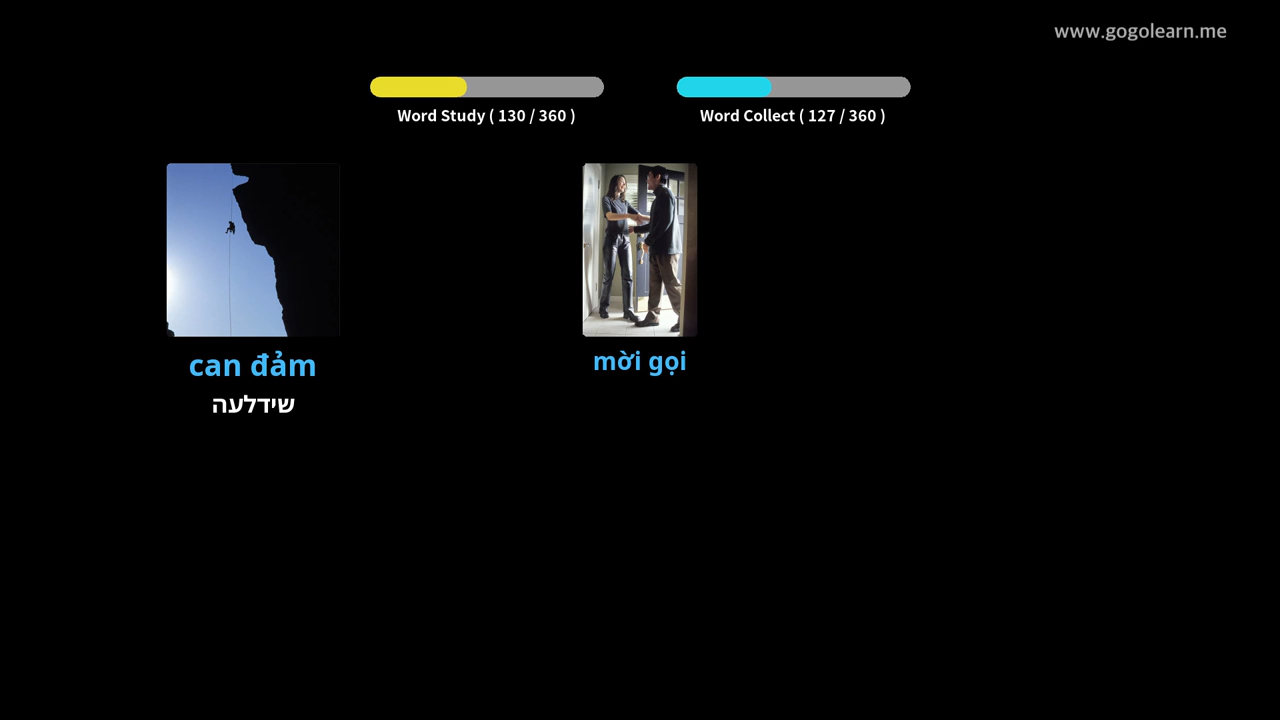 www.gogolearn.me
Word Study ( 130 / 360 )
Word Collect ( 127 / 360 )
can đảm
שידלעה
mời gọi